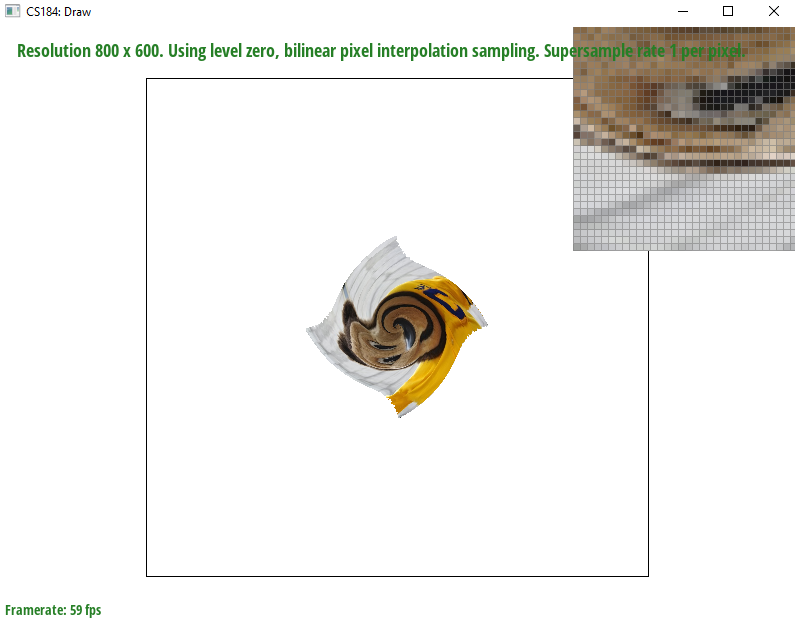 CS184: Draw
Resolution 800 x 600. Using level zero, bilinear pixel interpolation sampling. Supersample rate 1 per pixel.
Framerate: 59 fps